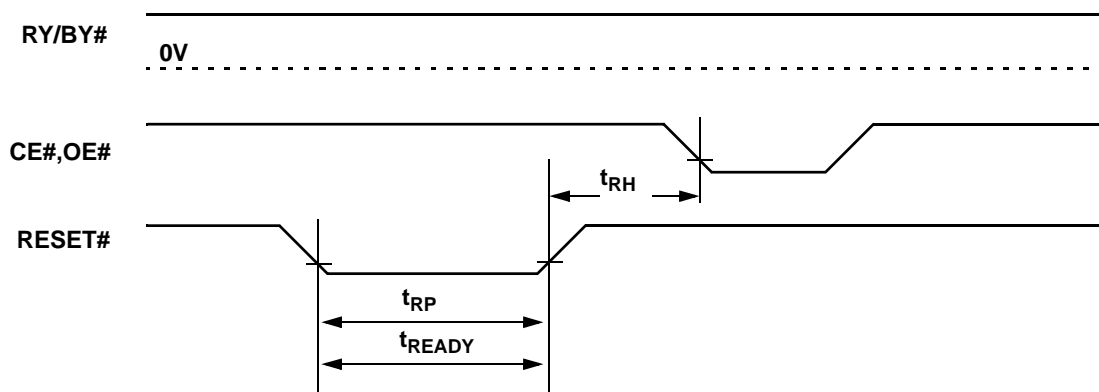 RY/BY#
0V
CE#,OE#
tRH
RESET#
tRP
tREADY